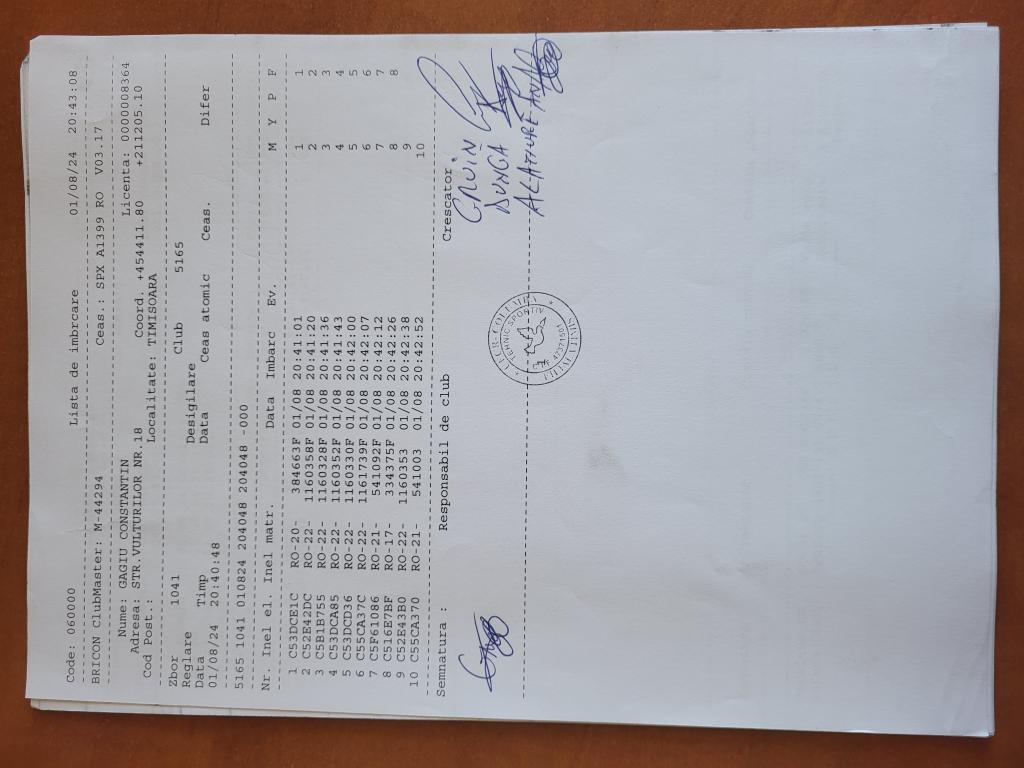 Code: 060000 Lista de imbrcare 01/08/24 20:43:08
BRICON ClubMaster: M-44294 Ceas.: SPX A1399 RO V03.17
Nume: GAGIU CONSTANTIN Licenta: 0000008364
Adresa: STR.VULTURILOR NR.18 Coord.: +454411.80 +211205.10
Cod Post.: Localitate: TIMISOARA
Zbor 1041 Club 5165
Reglare Desigilare
Data Timp Data Ceas atomic Ceas. Difer
01/08/24 20:40:48
5165 1041 010824 204048 204048 -000
Nr. Inel el. Inel matr. Data Imbarc Ev. M Y P F
1 C53DCE1C RO-20- 384663F 01/08 20:41:01 1 1
2 C52E42DC RO-22- 1160358F 01/08 20:41:20 2 2
3 C5B1B755 RO-22- 1160328F 01/08 20:41:36 3 3
4 C53DCA85 RO-22- 1160352F 01/08 20:41:43 4 4
5 C53DCD36 RO-22- 1160330F 01/08 20:42:00 5 5
6 C55CA37C RO-22- 1161739F 01/08 20:42:07 6 6
7 C5F61086 RO-21- 541092F 01/08 20:42:12 7 7
8 C516E7BF RO-17- 334375F 01/08 20:42:26 8 8
9 C52E43B0 RO-22- 1160353 01/08 20:42:38 9
10 C55CA370 RO-21- 541003 01/08 20:42:52 10
Semnatura : Responsabil de club Crescator.
DUNGĂ
TEHNIC SPORTIV